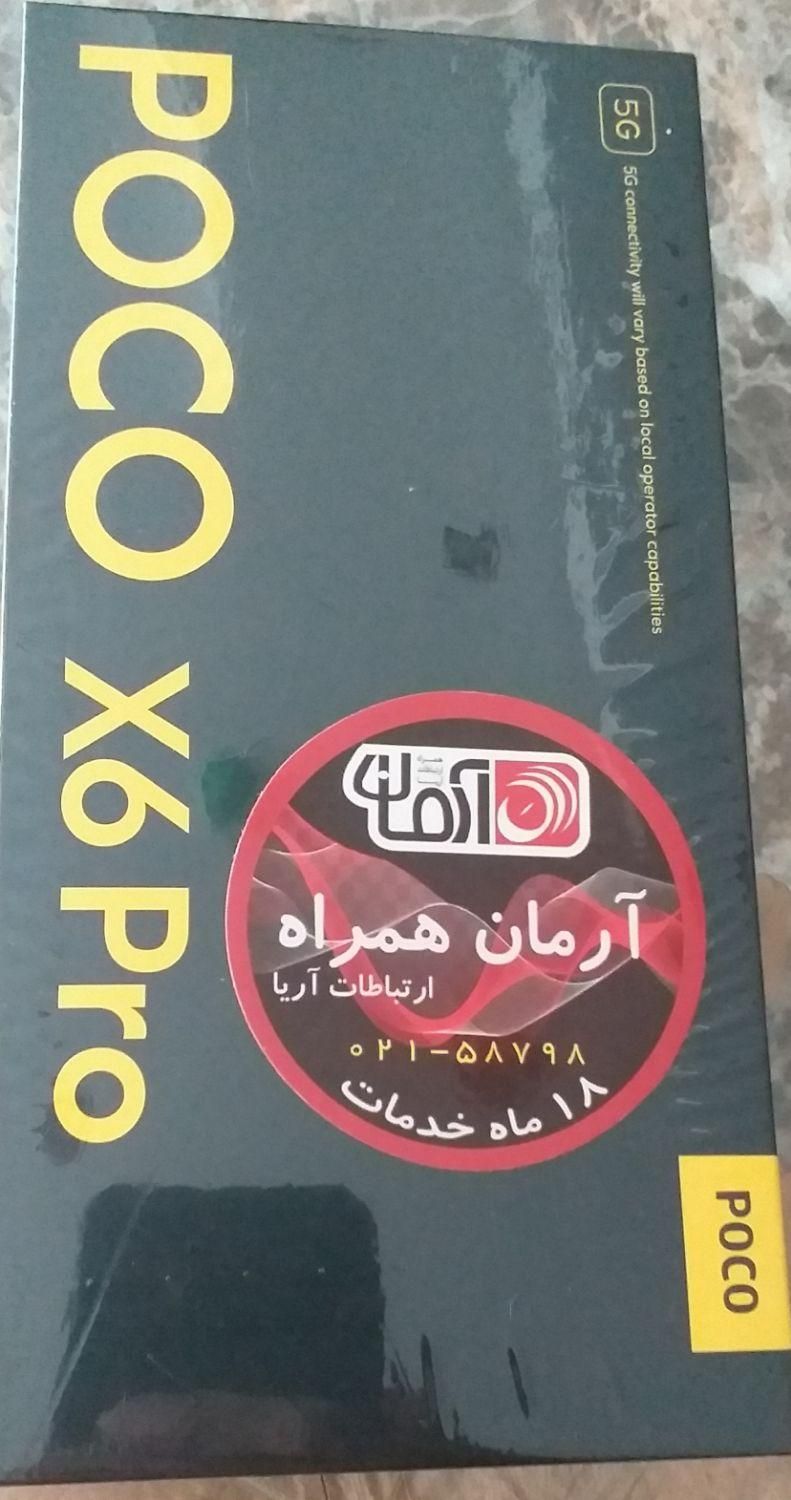 5G
5G connectivity will vary based on local operator capabilities
POCO X6 Pro
آرمان
آرمان همراه
ارتباطات آریا
۰۲۱-۵۸۷۹۸
۱۸ ماه خدمات
POCO